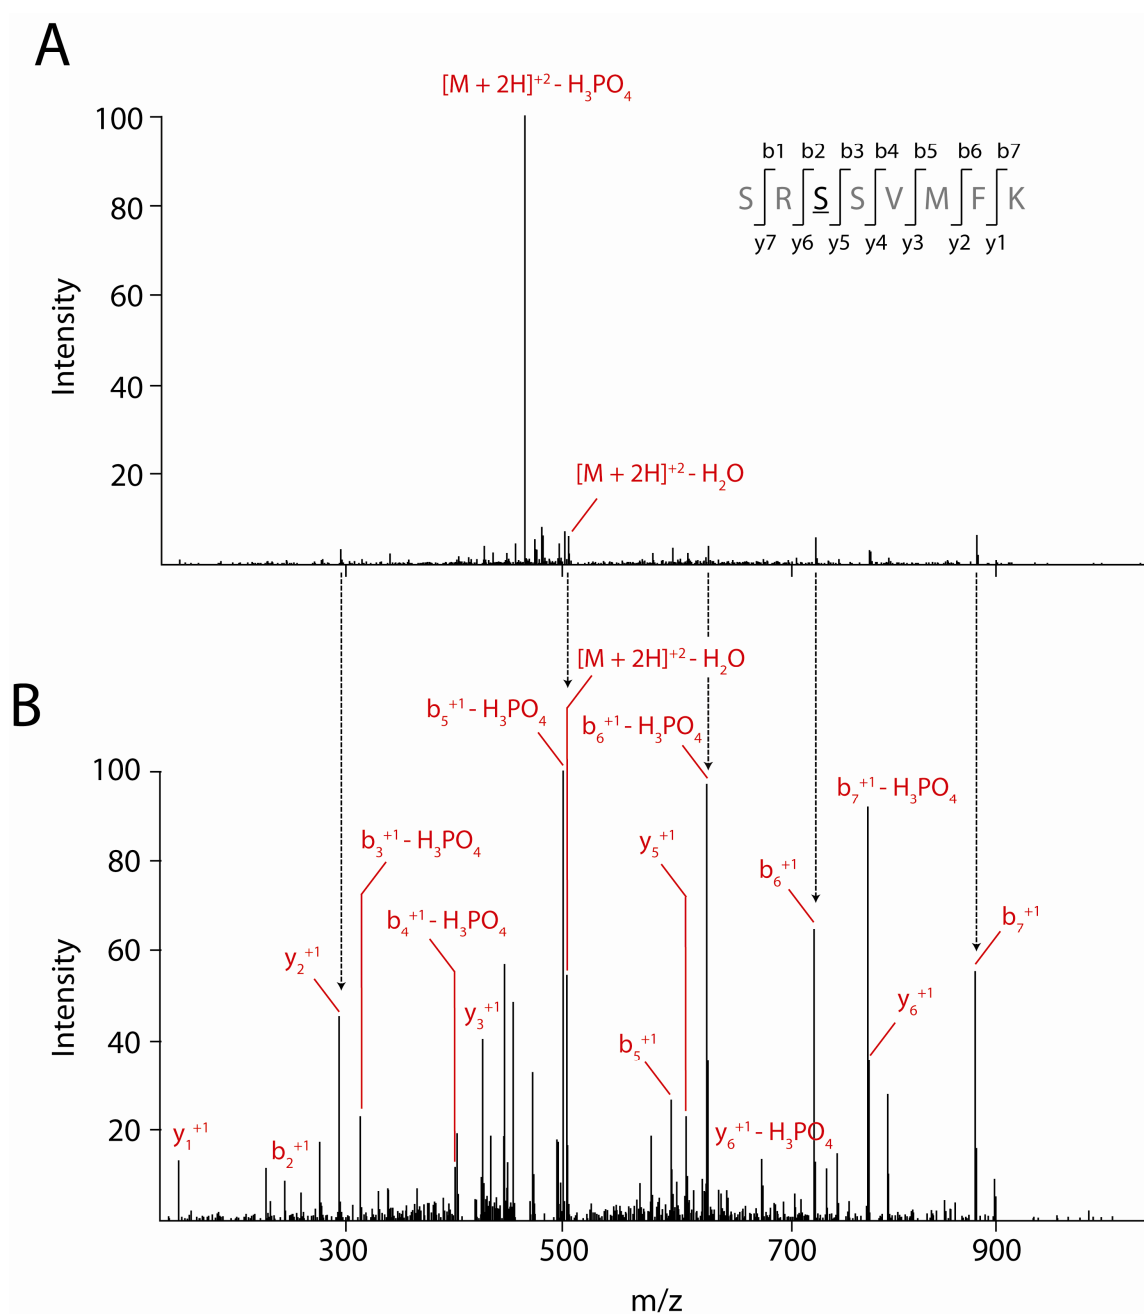 A
[M + 2H]⁺² - H₃PO₄
100
80
60
40
20
Intensity
b1 b2 b3 b4 b5 b6 b7
S R S S V M F K
y7 y6 y5 y4 y3 y2 y1
[M + 2H]⁺² - H₂O
B
[M + 2H]⁺² - H₂O
b₅⁺¹ - H₃PO₄
b₆⁺¹ - H₃PO₄
100
80
60
40
20
Intensity
b₇⁺¹ - H₃PO₄
b₃⁺¹ - H₃PO₄
y₅⁺¹
b₆⁺¹
b₄⁺¹ - H₃PO₄
b₇⁺¹
y₂⁺¹
y₃⁺¹
y₆⁺¹
b₅⁺¹
y₁⁺¹
b₂⁺¹
y₆⁺¹ - H₃PO₄
300 500 700 900
m/z